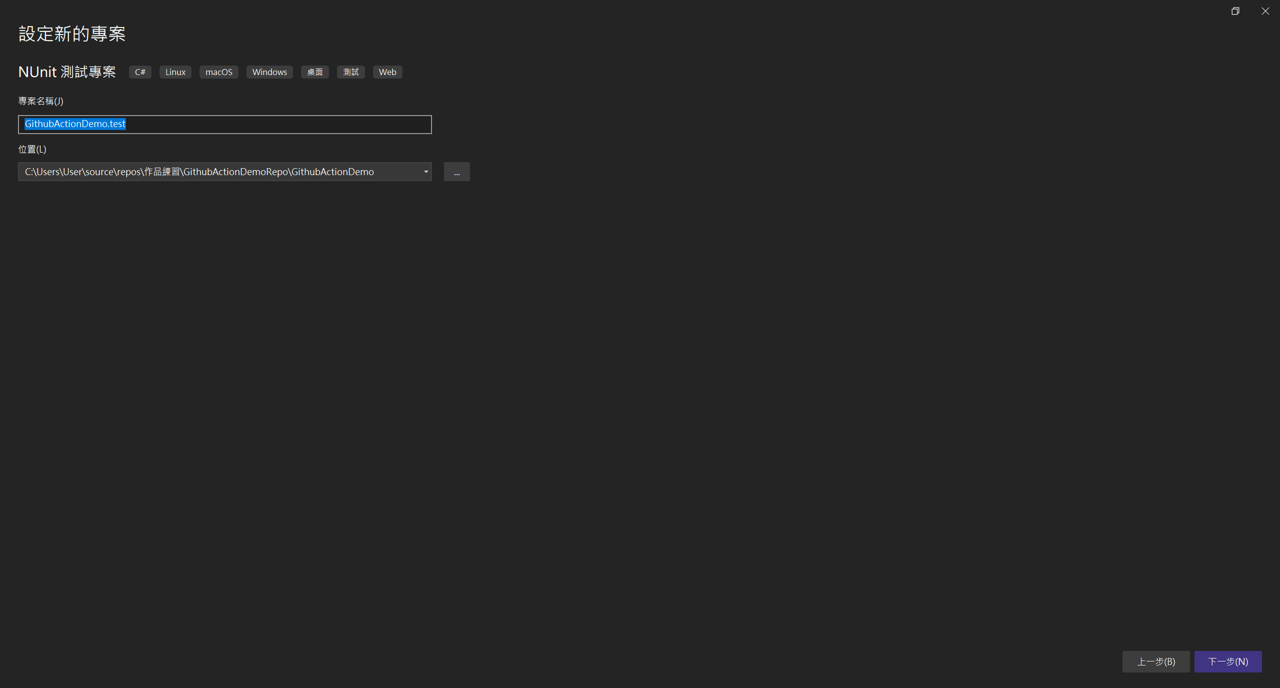 設定新的專案
NUnit 測試專案 C# Linux macOS Windows 桌面 測試 Web
專案名稱(J)
GithubActionDemo.test
位置(L)
C:\Users\User\source\repos\作品練習\GithubActionDemoRepo\GithubActionDemo ...
上一步(B) 下一步(N)